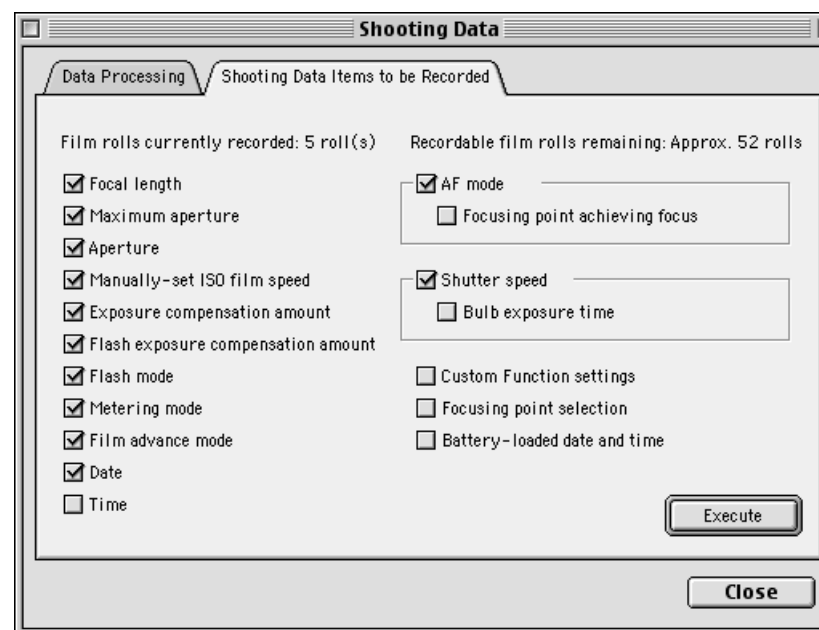 Shooting Data
Data Processing
Shooting Data Items to be Recorded
Film rolls currently recorded: 5 roll(s)
Recordable film rolls remaining: Approx. 52 rolls
Focal length
Maximum aperture
Aperture
Manually-set ISO film speed
Exposure compensation amount
Flash exposure compensation amount
Flash mode
Metering mode
Film advance mode
Date
Time
AF mode
Focusing point achieving focus
Shutter speed
Bulb exposure time
Custom Function settings
Focusing point selection
Battery-loaded date and time
Execute
Close